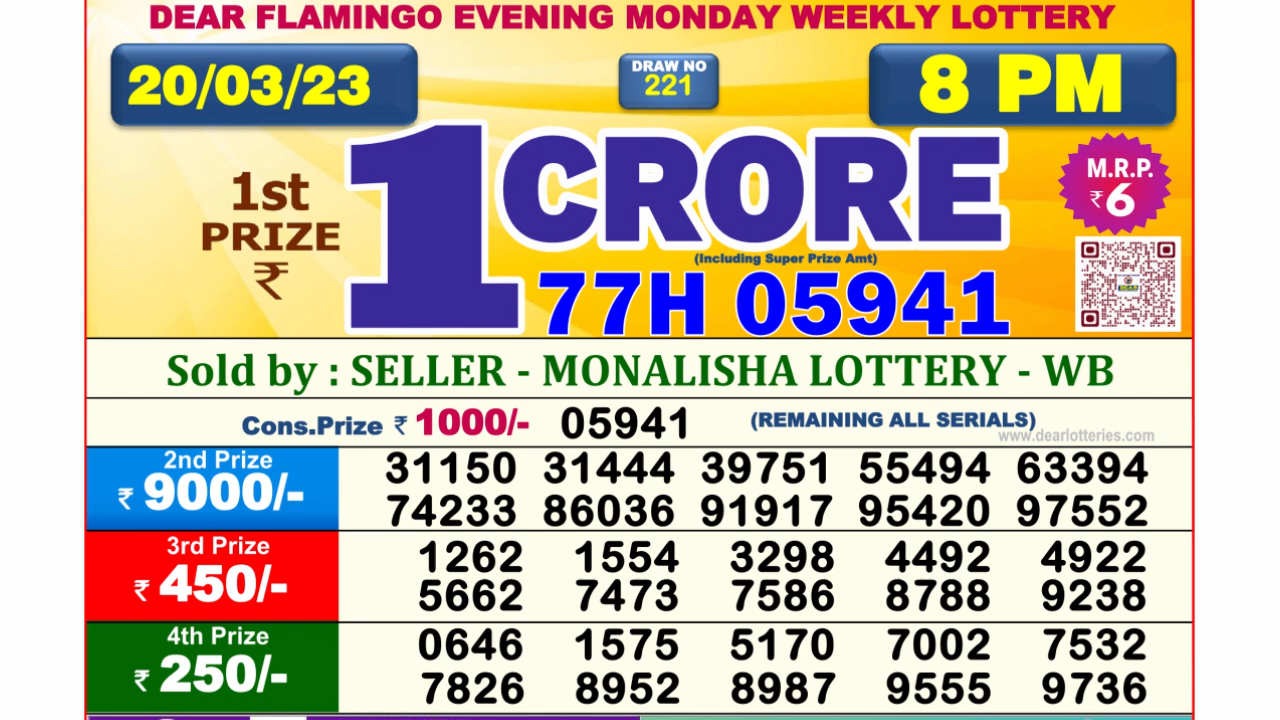 DEAR FLAMINGO EVENING MONDAY WEEKLY LOTTERY
20/03/23
DRAW NO
221
8 PM
1st
PRIZE
₹
1 CRORE
(Including Super Prize Amt)
77H 05941
M.R.P.
₹ 6
Sold by : SELLER - MONALISHA LOTTERY - WB
Cons.Prize ₹ 1000/- 05941 (REMAINING ALL SERIALS)
www.dearlotteries.com
2nd Prize
₹ 9000/-
31150 31444 39751 55494 63394
74233 86036 91917 95420 97552
3rd Prize
₹ 450/-
1262 1554 3298 4492 4922
5662 7473 7586 8788 9238
4th Prize
₹ 250/-
0646 1575 5170 7002 7532
7826 8952 8987 9555 9736